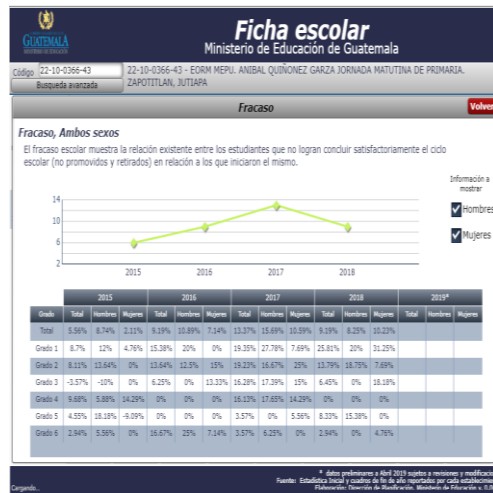 Ficha escolar
GUATEMALA
Ministerio de Educación de Guatemala
Código 22-10-0366-43 22-10-0366-43 - EORM MEPU. ANIBAL QUIÑONEZ GARZA JORNADA MATUTINA DE PRIMARIA.
Busqueda avanzada ZAPOTITLAN, JUTIAPA
Fracaso Volver
Fracaso, Ambos sexos
El fracaso escolar muestra la relación existente entre los estudiantes que no logran concluir satisfactoriamente el ciclo
escolar (no promovidos y retirados) en relación a los que iniciaron el mismo.
Información a
mostrar
Hombres
Mujeres
14
10
6
2
2015 2016 2017 2018
2015 2016 2017 2018 2019*
Grado Total Hombres Mujeres Total Hombres Mujeres Total Hombres Mujeres Total Hombres Mujeres Total Hombres Mujeres
Total 5.56% 8.74% 2.11% 9.19% 10.89% 7.14% 13.37% 15.69% 10.59% 9.19% 8.25% 10.23%
Grado 1 8.7% 12% 4.76% 15.38% 20% 0% 19.35% 27.78% 7.69% 25.81% 20% 31.25%
Grado 2 8.11% 13.64% 0% 13.64% 12.5% 15% 19.23% 16.67% 25% 13.79% 18.75% 7.69%
Grado 3 -3.57% -10% 0% 6.25% 0% 13.33% 16.28% 17.39% 15% 6.45% 0% 18.18%
Grado 4 9.68% 5.88% 14.29% 0% 0% 0% 16.13% 17.65% 14.29% 0% 0% 0%
Grado 5 4.55% 18.18% -9.09% 0% 0% 0% 3.57% 0% 5.56% 8.33% 15.38% 0%
Grado 6 2.94% 5.56% 0% 16.67% 25% 7.14% 3.57% 6.25% 0% 2.94% 0% 4.76%
* datos preliminares a Abril 2019 sujetos a revisiones y modificacio
Fuente: Estadística Inicial y cuadros de fin de año reportados por cada establecimie
Cargando.. Elaboración: Dirección de Planificación, Ministerio de Educación v. 0.0